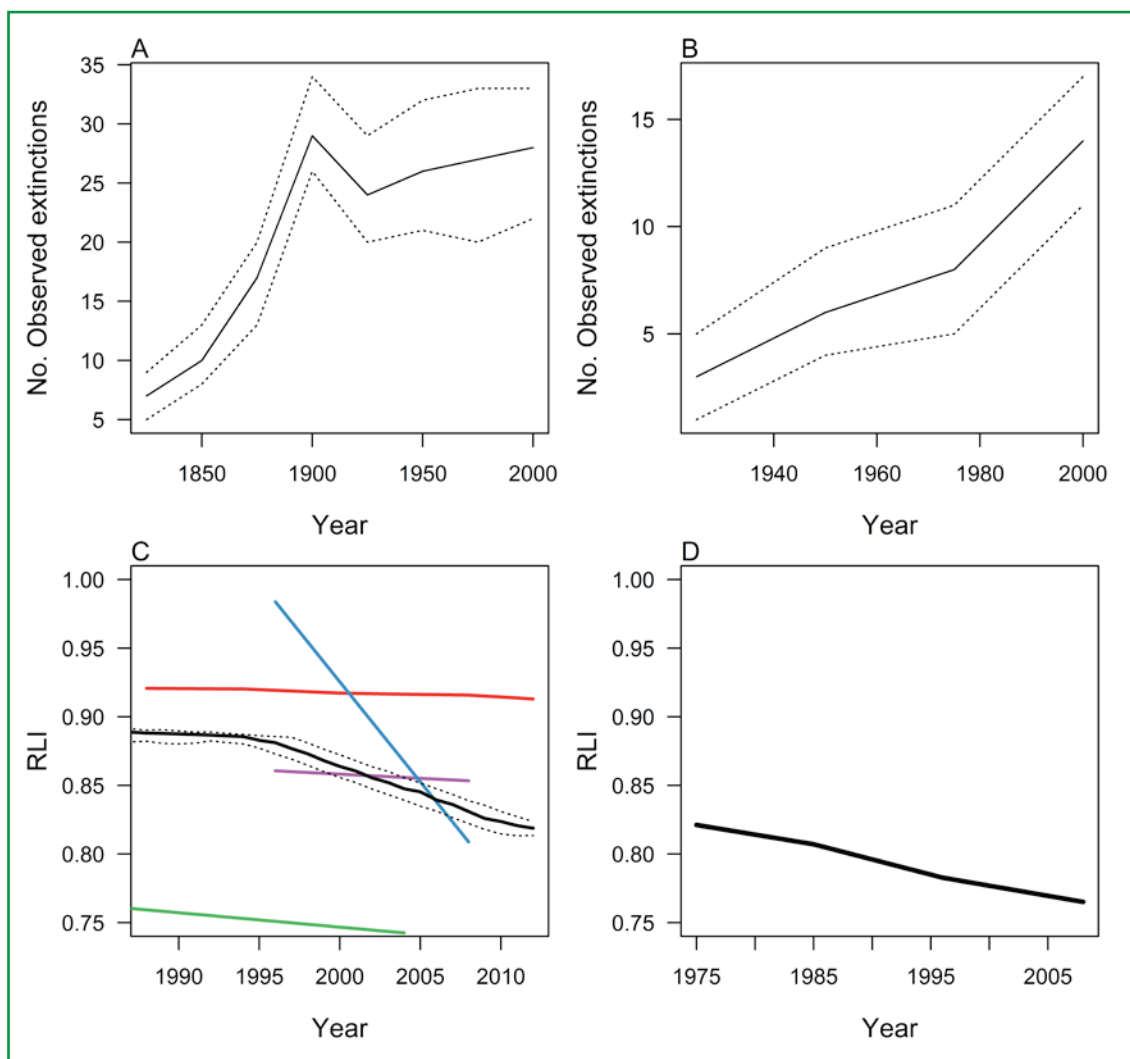 A
No. Observed extinctions
35
30
25
20
15
10
5
1850 1900 1950 2000
Year
B
No. Observed extinctions
15
10
5
1940 1960 1980 2000
Year
C
RLI
1.00
0.95
0.90
0.85
0.80
0.75
1990 1995 2000 2005 2010
Year
D
RLI
1.00
0.95
0.90
0.85
0.80
0.75
1975 1985 1995 2005
Year